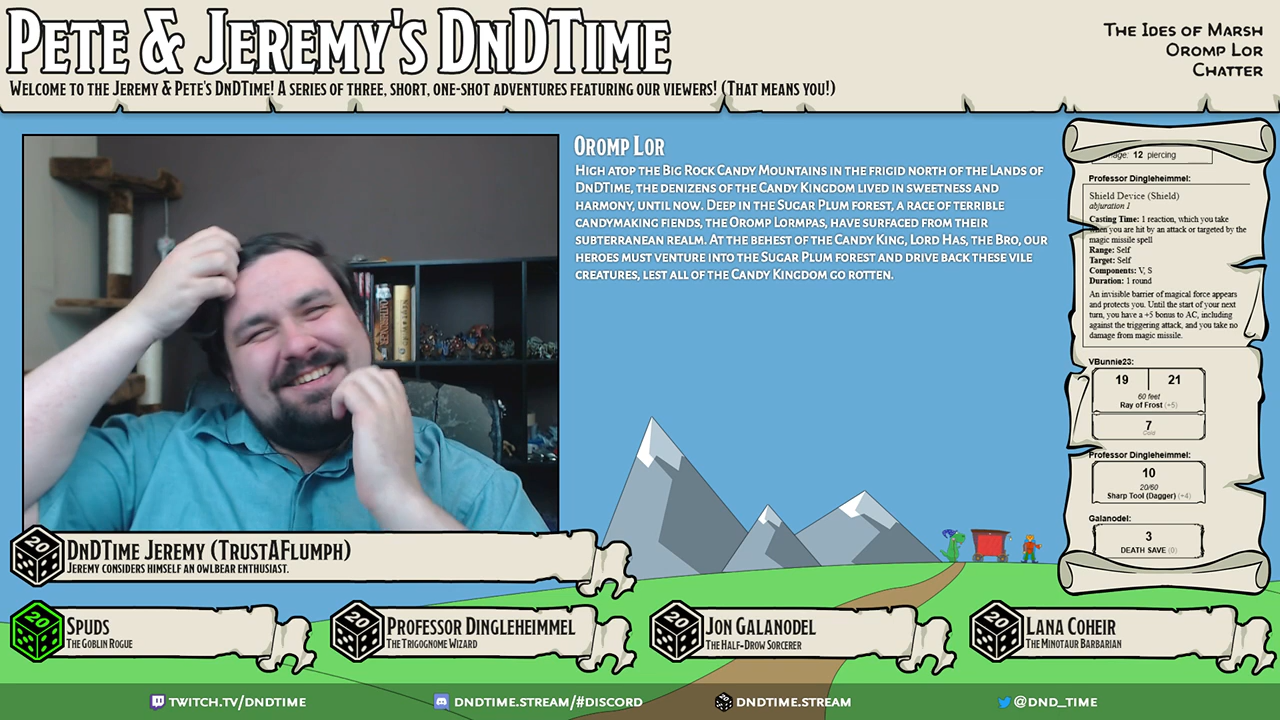 Pete & Jeremy's DnDTime
Welcome to the Jeremy & Pete's DnDTime! A series of three, short, one-shot adventures featuring our viewers! (That means you!)
The Ides of Marsh
Oromp Lor
Chatter
Oromp Lor
High atop the Big Rock Candy Mountains in the frigid north of the Lands of
DnDTime, the denizens of the Candy Kingdom lived in sweetness and
harmony, until now. Deep in the Sugar Plum Forest, a race of terrible
candymaking fiends, the Oromp Lormpas, have surfaced from their
subterranean realm. At the behest of the Candy King, Lord Has, the Bro, our
heroes must venture into the Sugar Plum Forest and drive back these vile
creatures, lest all of the Candy Kingdom go rotten.
12 piercing
Professor Dingleheimmel:
Shield Device (Shield)
abjuration 1
Casting Time: 1 reaction, which you take
when you are hit by an attack or targeted by the
magic missile spell
Range: Self
Target: Self
Components: V, S
Duration: 1 round
An invisible barrier of magical force appears
and protects you. Until the start of your next
turn, you have a +5 bonus to AC, including
against the triggering attack, and you take no
damage from magic missile.
VBunnie23:
19 21
60 feet
Ray of Frost (+5)
7
Cold
Professor Dingleheimmel:
10
20/60
Sharp Tool (Dagger) (+4)
Galanodel:
3
DEATH SAVE (0)
20
DnDTime Jeremy (TrustAFlumph)
Jeremy considers himself an owlbear enthusiast.
20
Spuds
The Goblin Rogue
20
Professor Dingleheimmel
The Trigognome Wizard
20
Jon Galanodel
The Half-Drow Sorcerer
20
Lana Coheir
The Minotaur Barbarian
twitch.tv/dndtime
dndtime.stream/#discord
dndtime.stream
@dnd_time